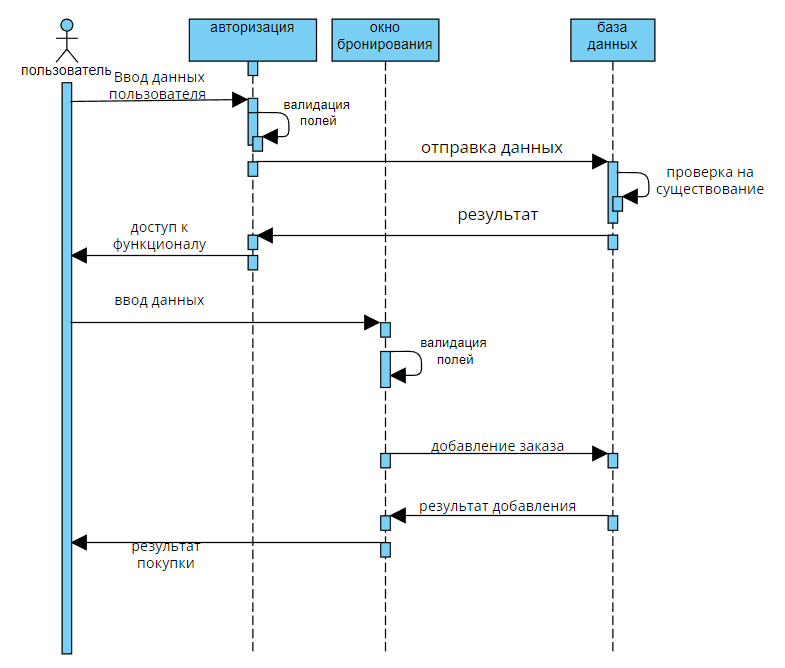 авторизация
окно
бронирования
база
данных
пользователь
Ввод данных
пользователя
валидация
полей
отправка данных
проверка на
существование
результат
доступ к
функционалу
ввод данных
валидация
полей
добавление заказа
результат добавления
результат
покупки